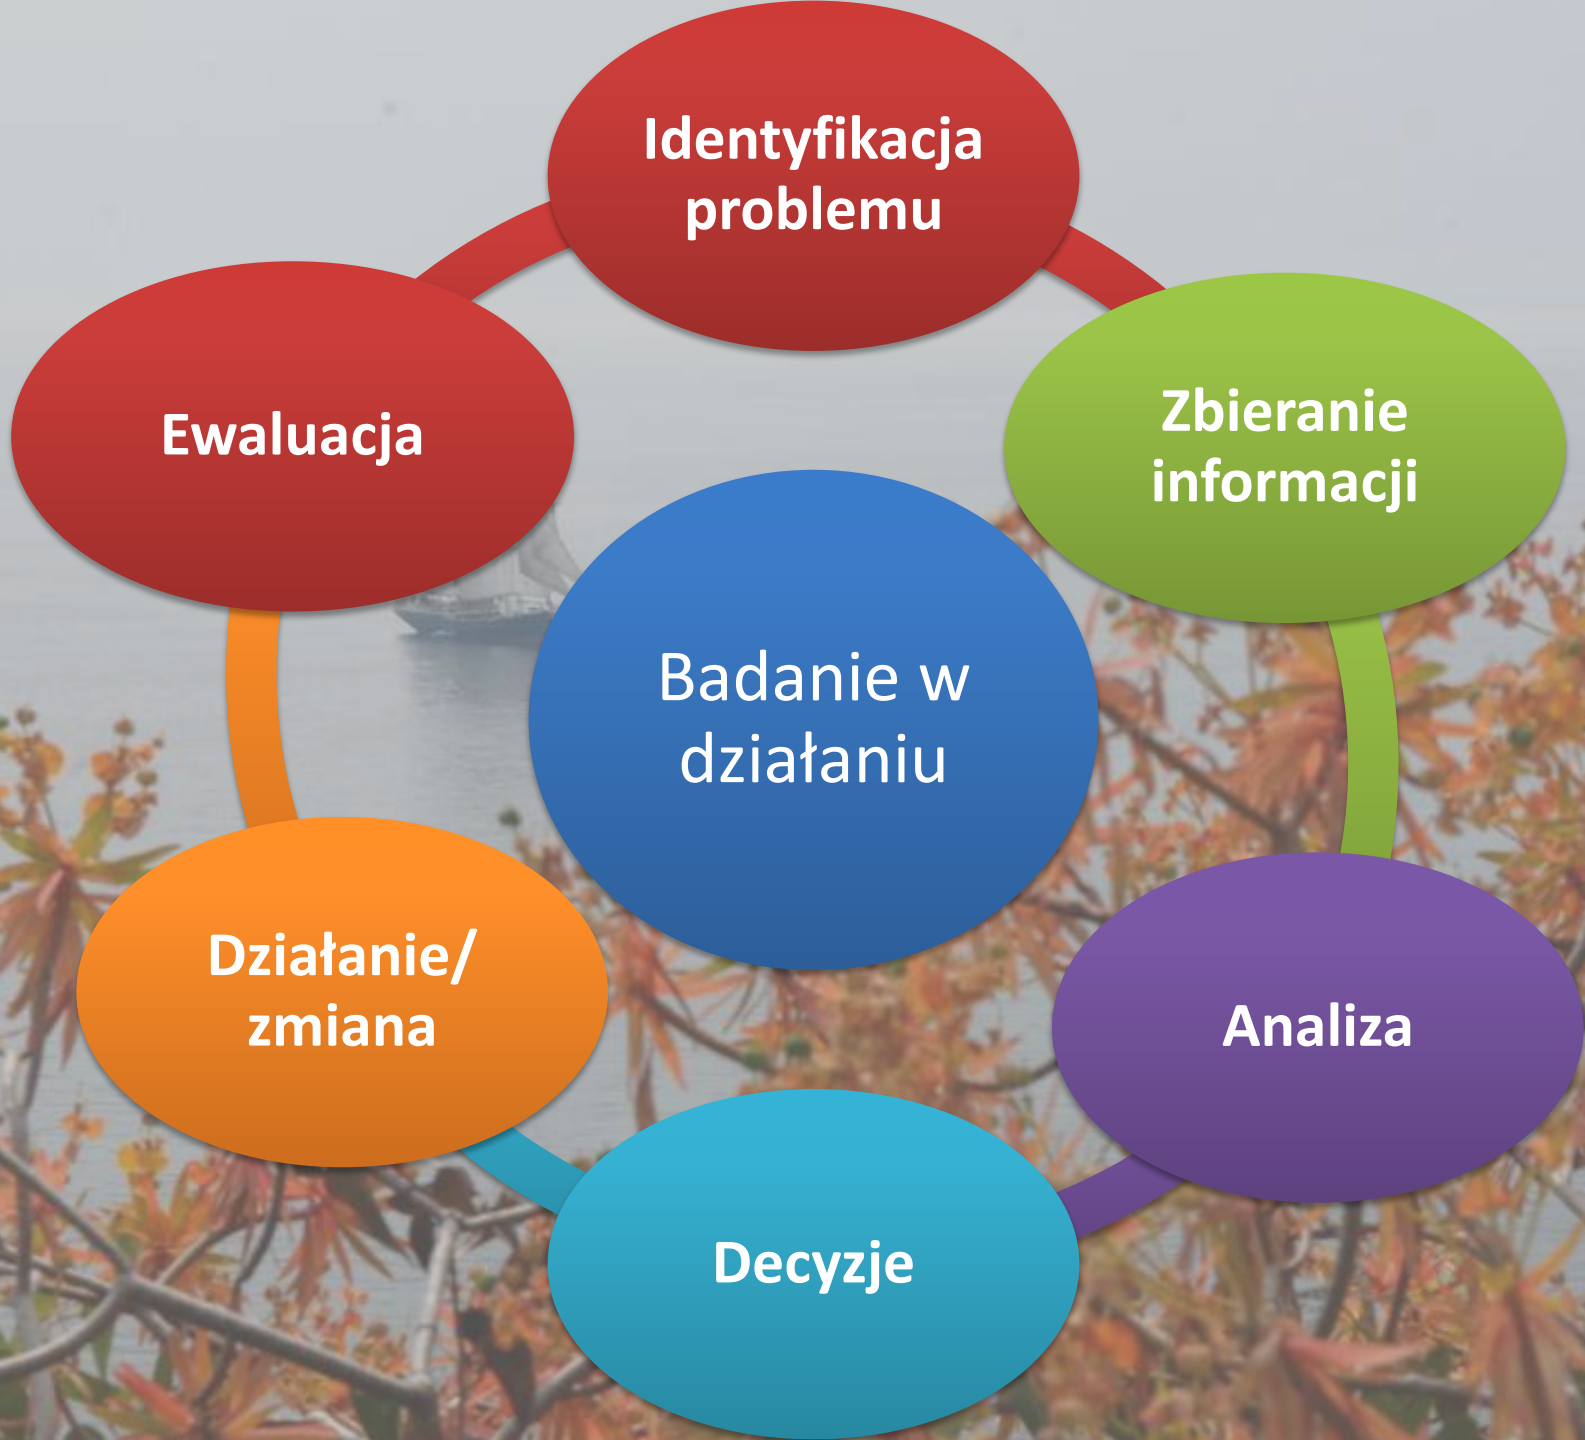 Identyfikacja
problemu
Zbieranie
informacji
Analiza
Decyzje
Działanie/
zmiana
Ewaluacja
Badanie w
działaniu